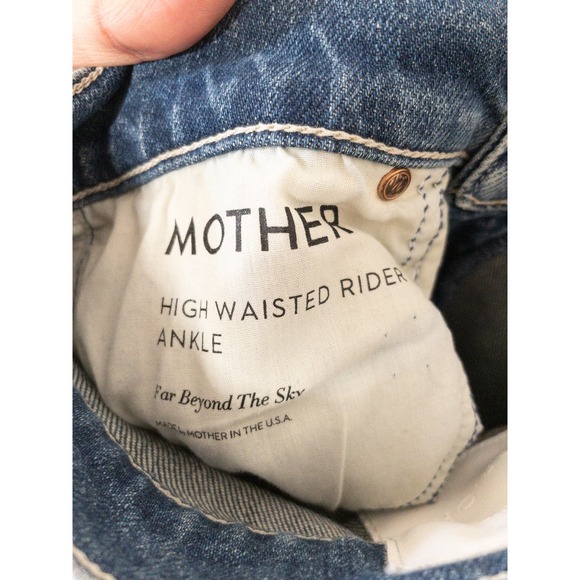 MOTHER
HIGH WAISTED RIDER
ANKLE
Far Beyond The Sky
MADE by MOTHER IN THE U.S.A.